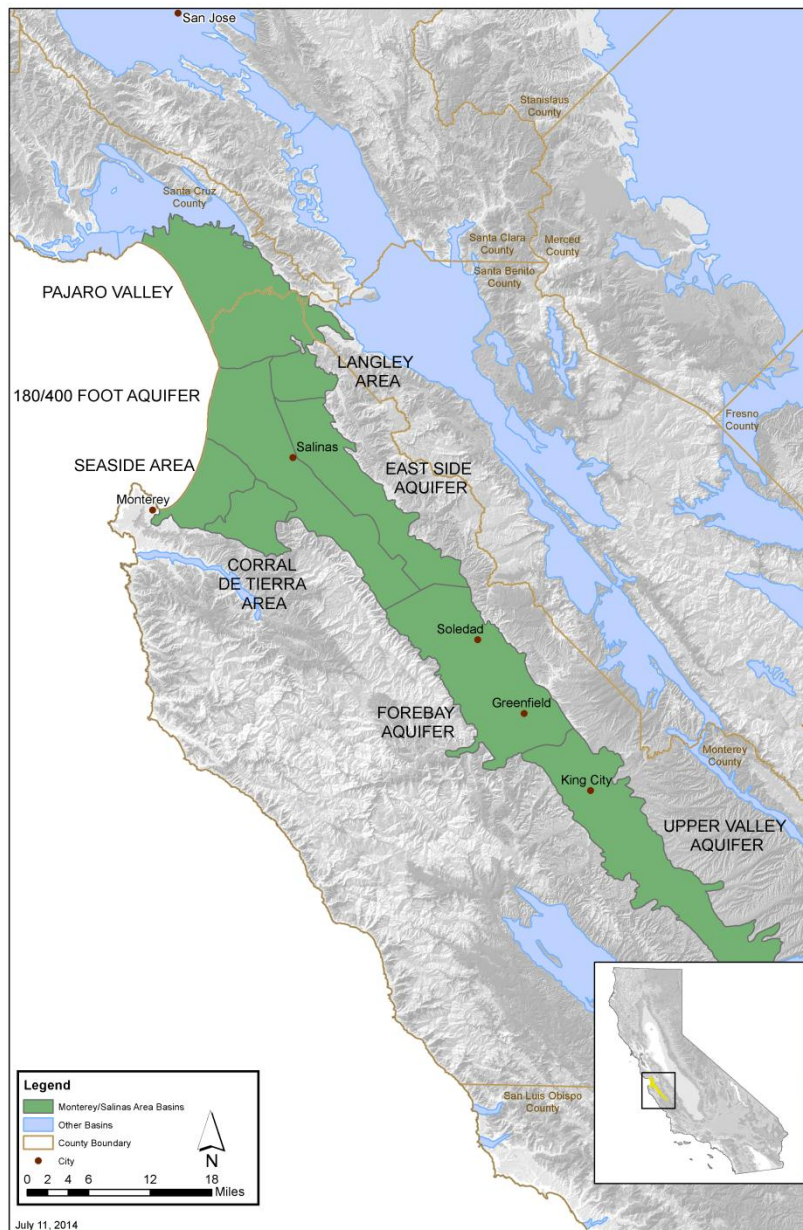 San Jose
Stanislaus
County
Santa Cruz
County
Santa Clara
County
Merced
County
Santa Benito
County
PAJARO VALLEY
LANGLEY
AREA
180/400 FOOT AQUIFER
Fresno
County
Salinas
SEASIDE AREA
EAST SIDE
AQUIFER
Monterey
CORRAL
DE TIERRA
AREA
Soledad
Greenfield
FOREBAY
AQUIFER
Monterey
County
King City
UPPER VALLEY
AQUIFER
San Luis Obispo
County
Legend
Monterey/Salinas Area Basins
Other Basins
County Boundary
City
N
0 2 4 6 12 18
Miles
July 11, 2014